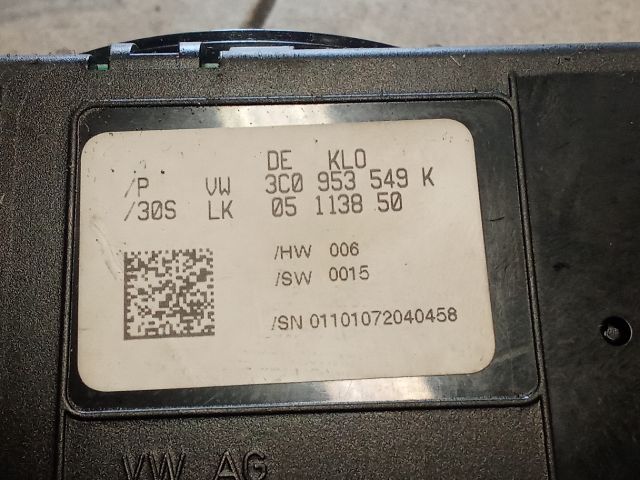 DE KLO
/P VW 3C0 953 549 K
/30S LK 05 1138 50
/HW 006
/SW 0015
/SN 01101072040458
VW AG